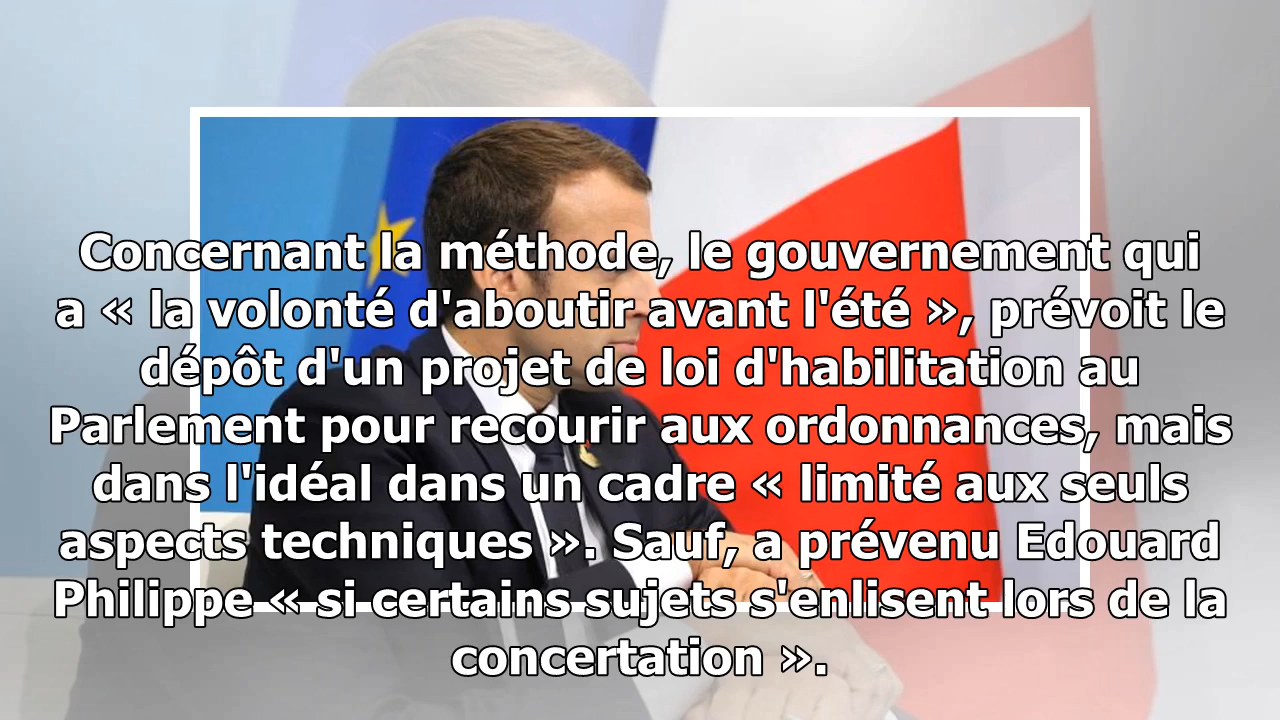 Concernant la méthode, le gouvernement qui
a « la volonté d'aboutir avant l'été », prévoit le
dépôt d'un projet de loi d'habilitation au
Parlement pour recourir aux ordonnances, mais
dans l'idéal dans un cadre « limité aux seuls
aspects techniques ». Sauf, a prévenu Edouard
Philippe « si certains sujets s'enlisent lors de la
concertation ».